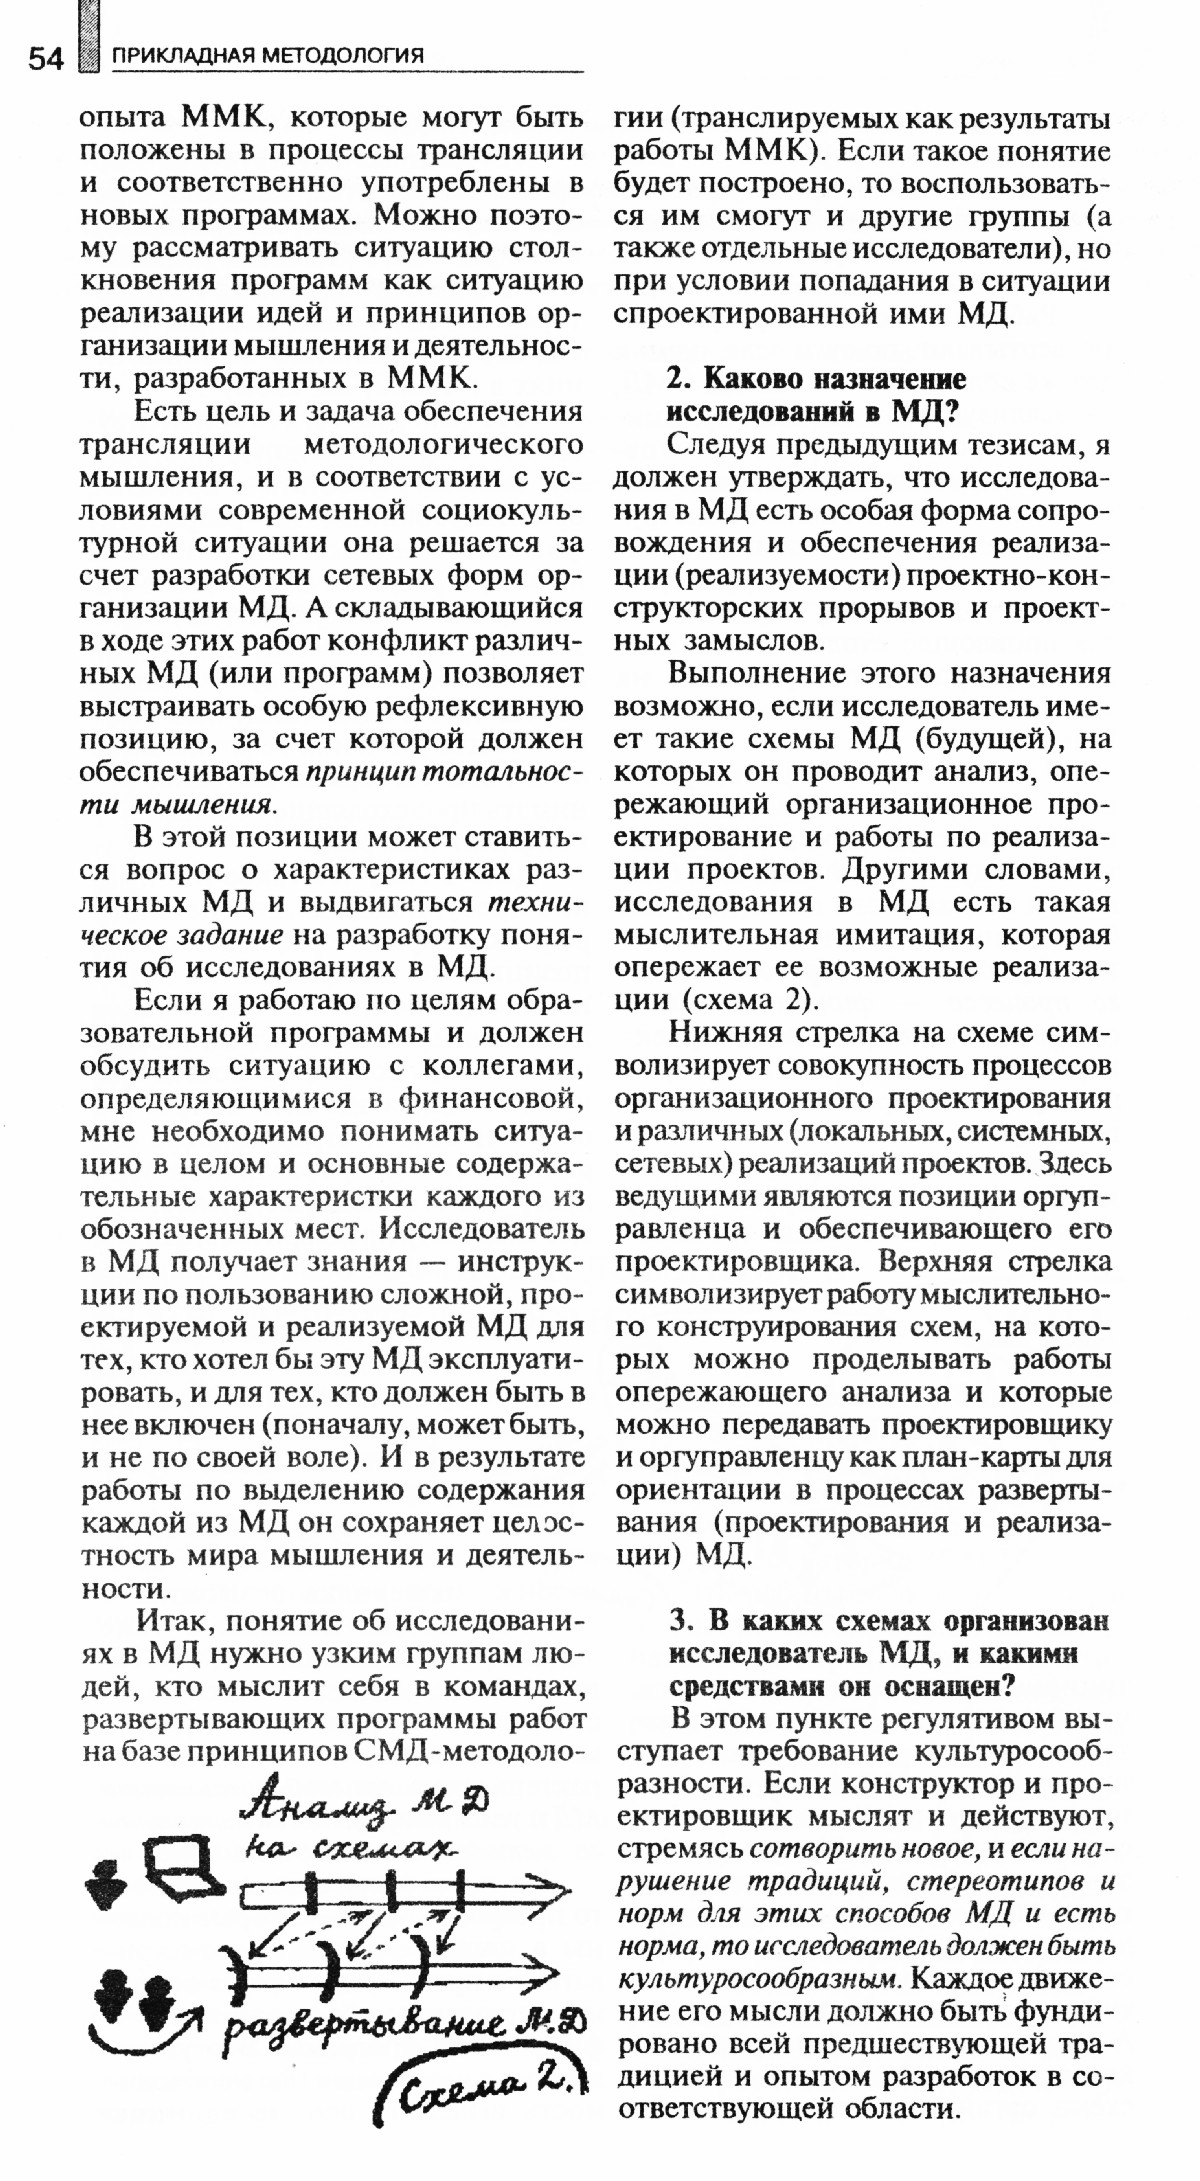 54 ПРИКЛАДНАЯ МЕТОДОЛОГИЯ
опыта ММК, которые могут быть
положены в процессы трансляции
и соответственно употреблены в
новых программах. Можно поэто-
му рассматривать ситуацию стол-
кновения программ как ситуацию
реализации идей и принципов ор-
ганизации мышления и деятельнос-
ти, разработанных в ММК.
Есть цель и задача обеспечения
трансляции методологического
мышления, и в соответствии с ус-
ловиями современной социокуль-
турной ситуации она решается за
счет разработки сетевых форм ор-
ганизации МД. А складывающийся
в ходе этих работ конфликт различ-
ных МД (или программ) позволяет
выстраивать особую рефлексивную
позицию, за счет которой должен
обеспечиваться принцип тотальнос-
ти мышления.
В этой позиции может ставить-
ся вопрос о характеристиках раз-
личных МД и выдвигаться техни-
ческое задание на разработку поня-
тия об исследованиях в МД.
Если я работаю по целям обра-
зовательной программы и должен
обсудить ситуацию с коллегами,
определяющимися в финансовой,
мне необходимо понимать ситуа-
цию в целом и основные содержа-
тельные характеристки каждого из
обозначенных мест. Исследователь
в МД получает знания — инструк-
ции по пользованию сложной, про-
ектируемой и реализуемой МД для
тех, кто хотел бы эту МД эксплуати-
ровать, и для тех, кто должен быть в
нее включен (поначалу, может быть,
и не по своей воле). И в результате
работы по выделению содержания
каждой из МД он сохраняет целос-
тность мира мышления и деятель-
ности.
Итак, понятие об исследовани-
ях в МД нужно узким группам лю-
дей, кто мыслит себя в командах,
развертывающих программы работ
на базе принципов СМД-методоло-
Анализ МД
на схемах
развертывание М.Д
Схема 2.
гии (транслируемых как результаты
работы ММК). Если такое понятие
будет построено, то воспользовать-
ся им смогут и другие группы (а
также отдельные исследователи), но
при условии попадания в ситуации
спроектированной ими МД.
2. Каково назначение
исследований в МД?
Следуя предыдущим тезисам, я
должен утверждать, что исследова-
ния в МД есть особая форма сопро-
вождения и обеспечения реализа-
ции (реализуемости) проектно-кон-
структорских прорывов и проект-
ных замыслов.
Выполнение этого назначения
возможно, если исследователь име-
ет такие схемы МД (будущей), на
которых он проводит анализ, опе-
режающий организационное про-
ектирование и работы по реализа-
ции проектов. Другими словами,
исследования в МД есть такая
мыслительная имитация, которая
опережает ее возможные реализа-
ции (схема 2).
Нижняя стрелка на схеме сим-
волизирует совокупность процессов
организационного проектирования
и различных (локальных, системных,
сетевых) реализаций проектов. Здесь
ведущими являются позиции оргуп-
равленца и обеспечивающего его
проектировщика. Верхняя стрелка
символизирует работу мыслительно-
го конструирования схем, на кото-
рых можно проделывать работы
опережающего анализа и которые
можно передавать проектировщику
и оргуправленцу как план-карты для
ориентации в процессах разверты-
вания (проектирования и реализа-
ции) МД.
3. В каких схемах организован
исследователь МД, и какими
средствами он оснащен?
В этом пункте регулятивом вы-
ступает требование культуросооб-
разности. Если конструктор и про-
ектировщик мыслят и действуют,
стремясь сотворить новое, и если на-
рушение традиций, стереотипов и
норм для этих способов МД и есть
норма, то исследователь должен быть
культуросообразным. Каждое движе-
ние его мысли должно быть фунди-
ровано всей предшествующей тра-
дицией и опытом разработок в со-
ответствующей области.